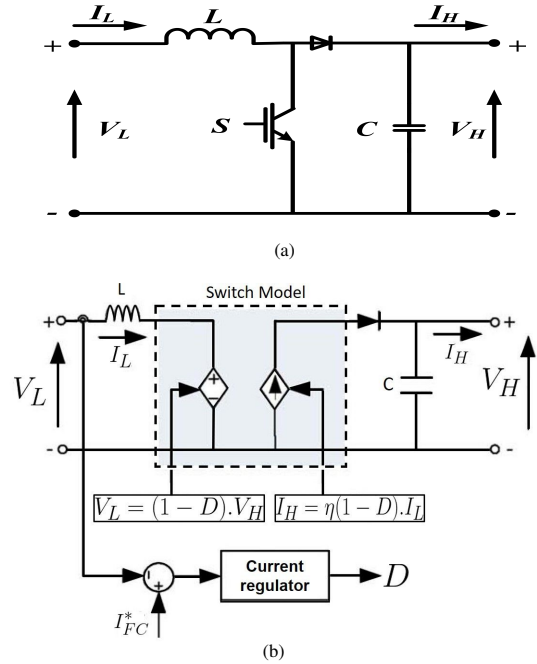 I_L L I_H
+ +
V_L S C V_H
- -
(a)
Switch Model
L
+ +
I_L I_H
V_L + - C V_H
- -
V_L = (1 − D).V_H I_H = η(1 − D).I_L
Current
regulator
D
I*_FC
(b)